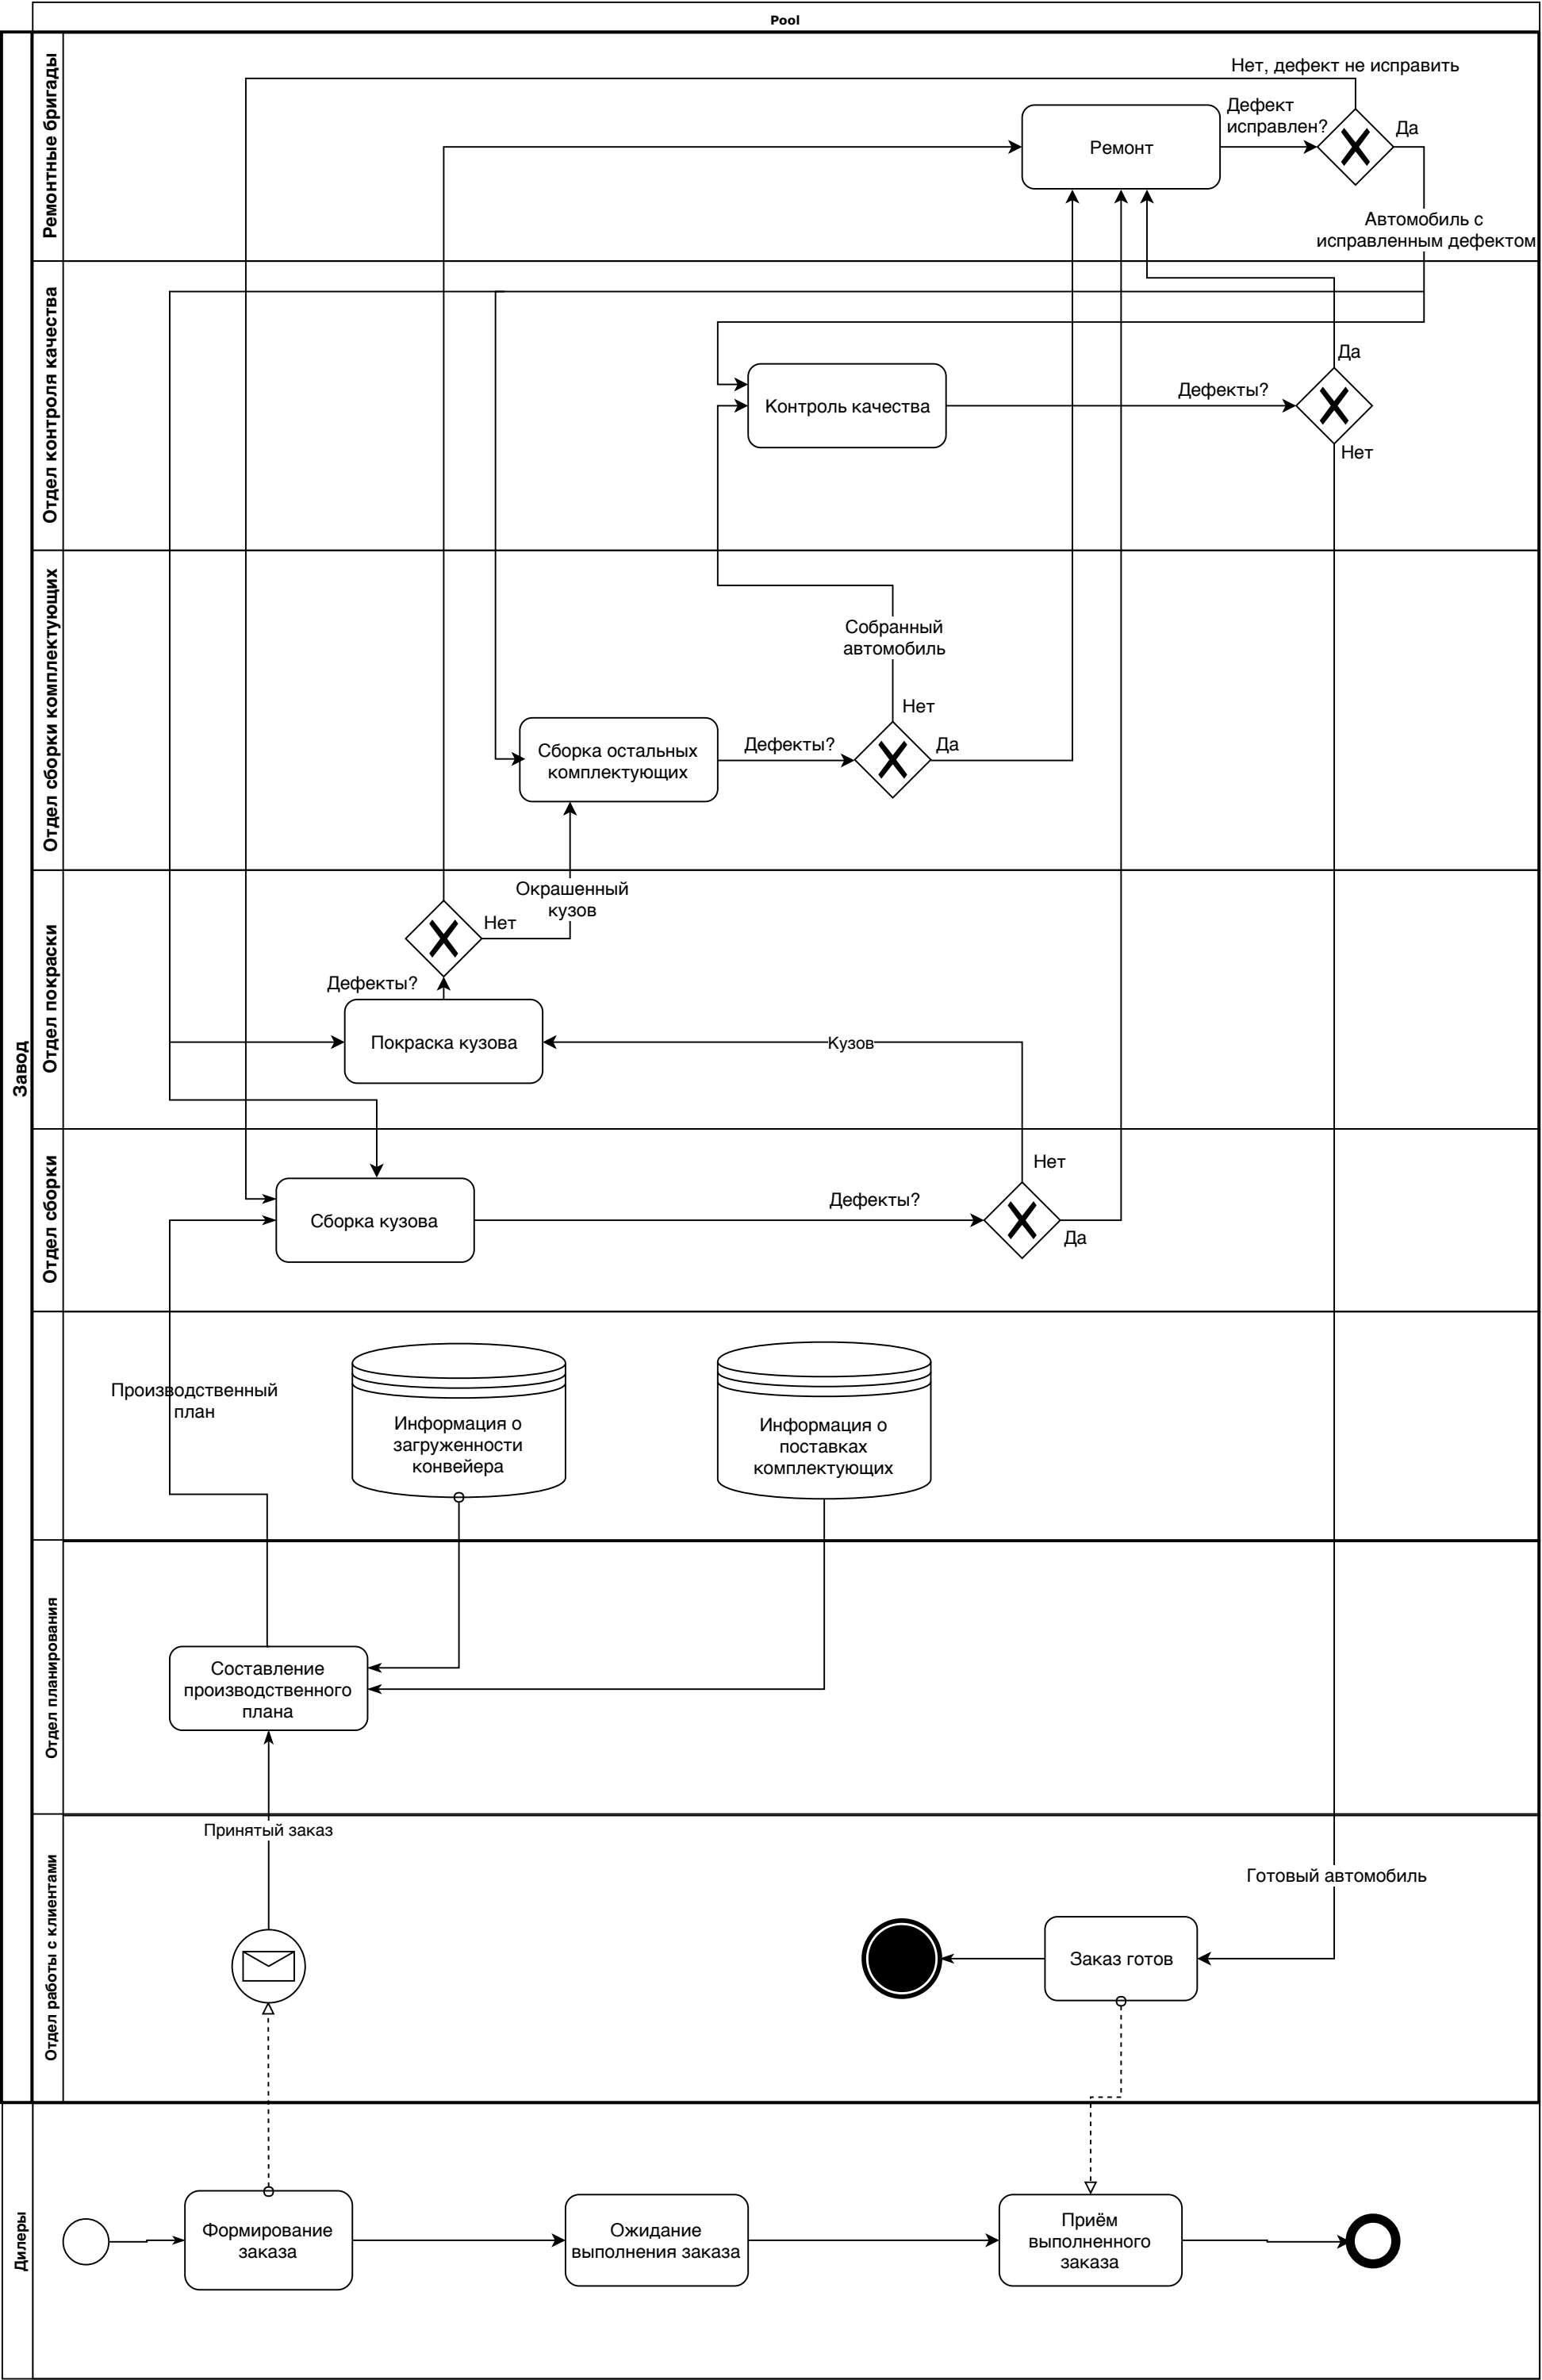 Pool
Завод
Ремонтные бригады
Нет, дефект не исправить
Ремонт
Дефект
исправлен?
Да
Автомобиль с
исправленным дефектом
Отдел контроля качества
Контроль качества
Дефекты?
Да
Нет
Отдел сборки комплектующих
Собранный
автомобиль
Нет
Сборка остальных
комплектующих
Дефекты?
Да
Отдел покраски
Окрашенный
кузов
Нет
Дефекты?
Покраска кузова
Кузов
Отдел сборки
Нет
Дефекты?
Сборка кузова
Да
Производственный
план
Информация о
загруженности
конвейера
Информация о
поставках
комплектующих
Отдел планирования
Составление
производственного
плана
Отдел работы с клиентами
Принятый заказ
Готовый автомобиль
Заказ готов
Дилеры
Формирование
заказа
Ожидание
выполнения заказа
Приём
выполненного
заказа